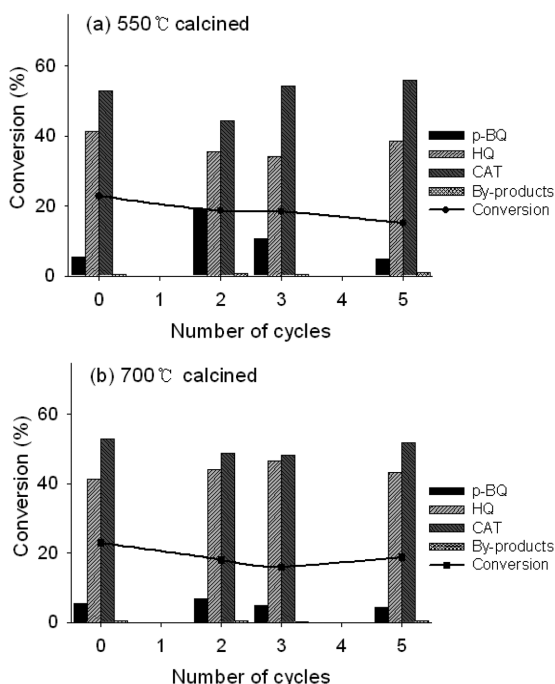 (a) 550℃ calcined
Conversion (%)
60
40
20
0
p-BQ
HQ
CAT
By-products
Conversion
0 1 2 3 4 5
Number of cycles
(b) 700℃ calcined
Conversion (%)
60
40
20
0
p-BQ
HQ
CAT
By-products
Conversion
0 1 2 3 4 5
Number of cycles